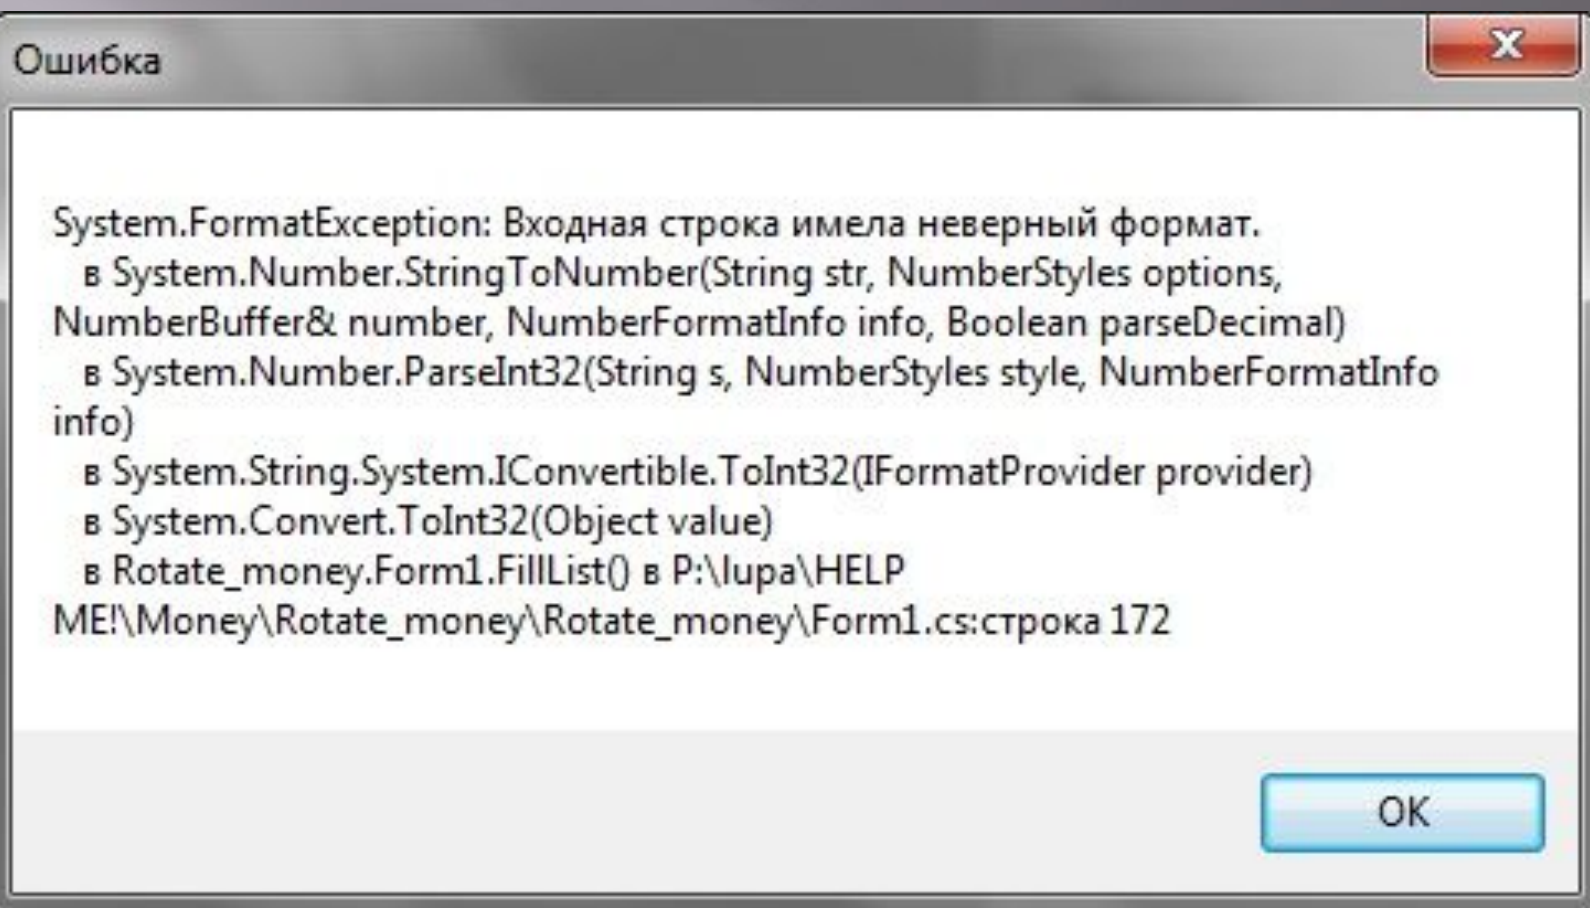 Ошибка
System.FormatException: Входная строка имела неверный формат.
в System.Number.StringToNumber(String str, NumberStyles options,
NumberBuffer& number, NumberFormatInfo info, Boolean parseDecimal)
в System.Number.ParseInt32(String s, NumberStyles style, NumberFormatInfo
info)
в System.String.System.IConvertible.ToInt32(IFormatProvider provider)
в System.Convert.ToInt32(Object value)
в Rotate_money.Form1.FillList() в P:\lupa\HELP
ME!\Money\Rotate_money\Rotate_money\Form1.cs:строка 172
OK